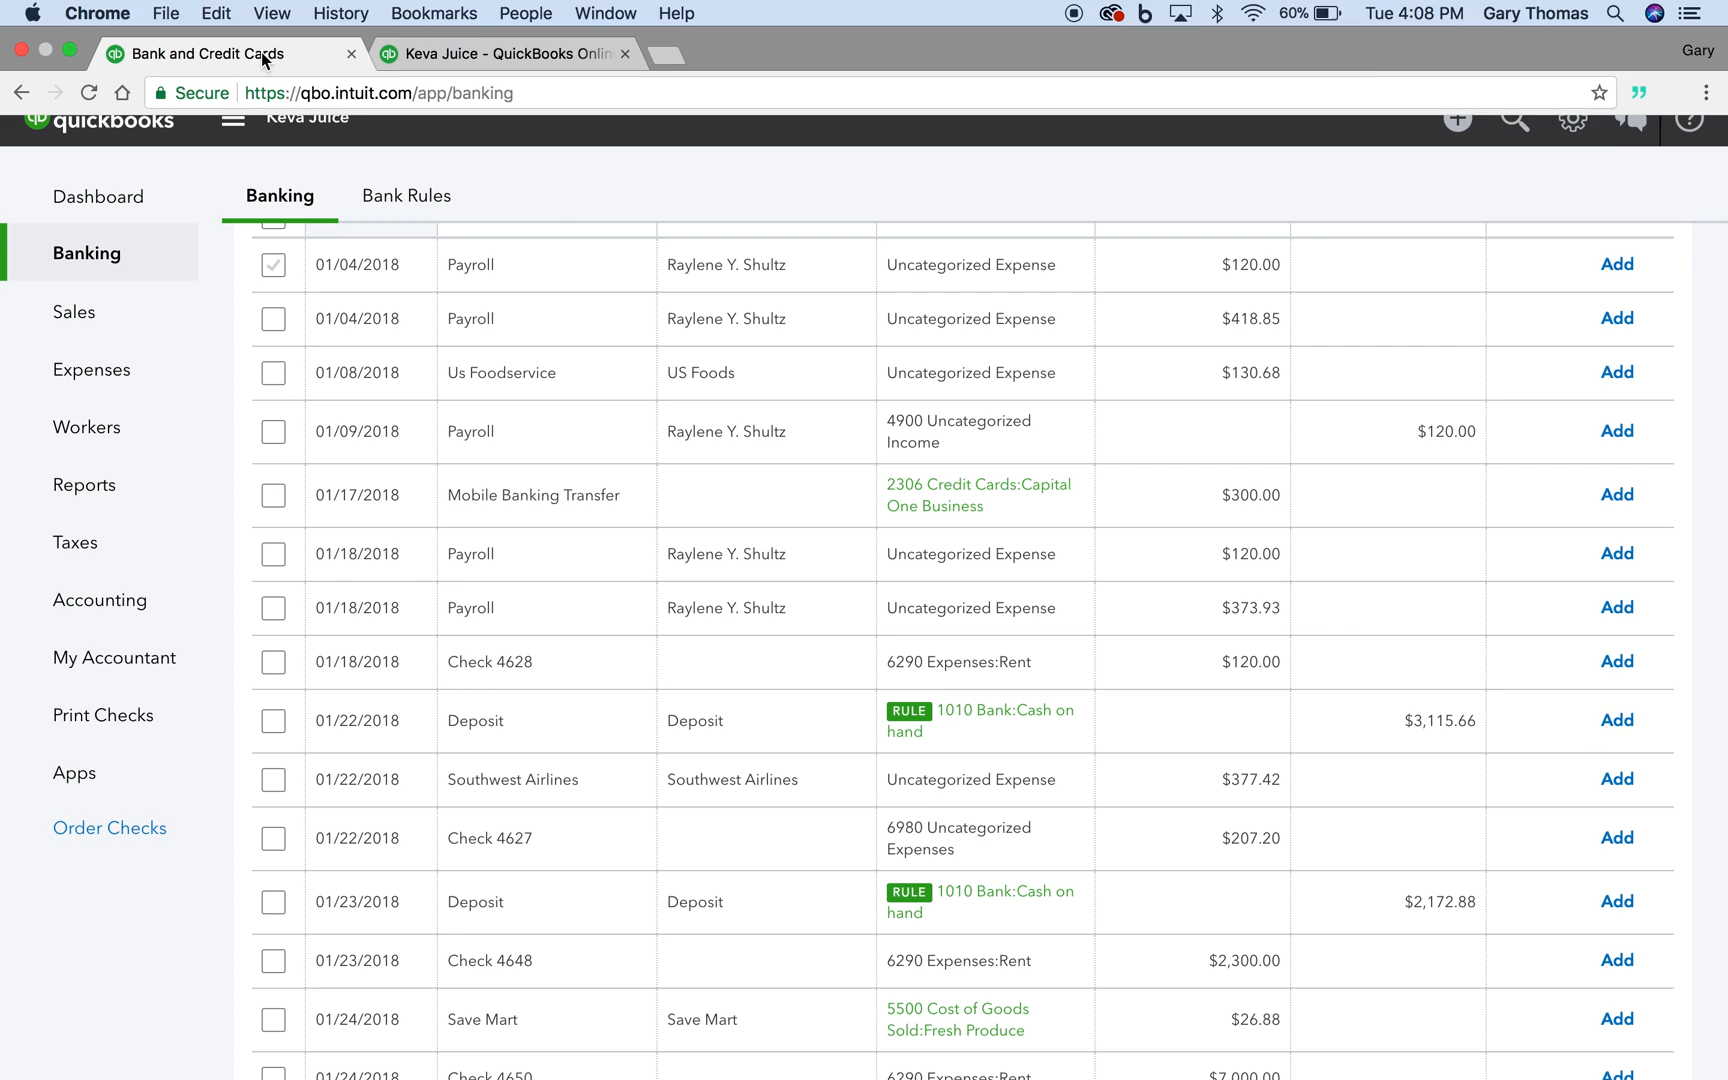 Chrome File Edit View History Bookmarks People Window Help 60% Tue 4:08 PM Gary Thomas
Bank and Credit Cards Keva Juice - QuickBooks Onlin Gary
Secure https://qbo.intuit.com/app/banking
quickbooks Keva Juice
Dashboard
Banking
Sales
Expenses
Workers
Reports
Taxes
Accounting
My Accountant
Print Checks
Apps
Order Checks
Banking Bank Rules
01/04/2018 Payroll Raylene Y. Shultz Uncategorized Expense $120.00 Add
01/04/2018 Payroll Raylene Y. Shultz Uncategorized Expense $418.85 Add
01/08/2018 Us Foodservice US Foods Uncategorized Expense $130.68 Add
01/09/2018 Payroll Raylene Y. Shultz 4900 Uncategorized
Income $120.00 Add
01/17/2018 Mobile Banking Transfer 2306 Credit Cards:Capital
One Business $300.00 Add
01/18/2018 Payroll Raylene Y. Shultz Uncategorized Expense $120.00 Add
01/18/2018 Payroll Raylene Y. Shultz Uncategorized Expense $373.93 Add
01/18/2018 Check 4628 6290 Expenses:Rent $120.00 Add
01/22/2018 Deposit Deposit RULE 1010 Bank:Cash on
hand $3,115.66 Add
01/22/2018 Southwest Airlines Southwest Airlines Uncategorized Expense $377.42 Add
01/22/2018 Check 4627 6980 Uncategorized
Expenses $207.20 Add
01/23/2018 Deposit Deposit RULE 1010 Bank:Cash on
hand $2,172.88 Add
01/23/2018 Check 4648 6290 Expenses:Rent $2,300.00 Add
01/24/2018 Save Mart Save Mart 5500 Cost of Goods
Sold:Fresh Produce $26.88 Add
01/24/2018 Check 4650 6290 Expenses:Rent $7,000.00 Add